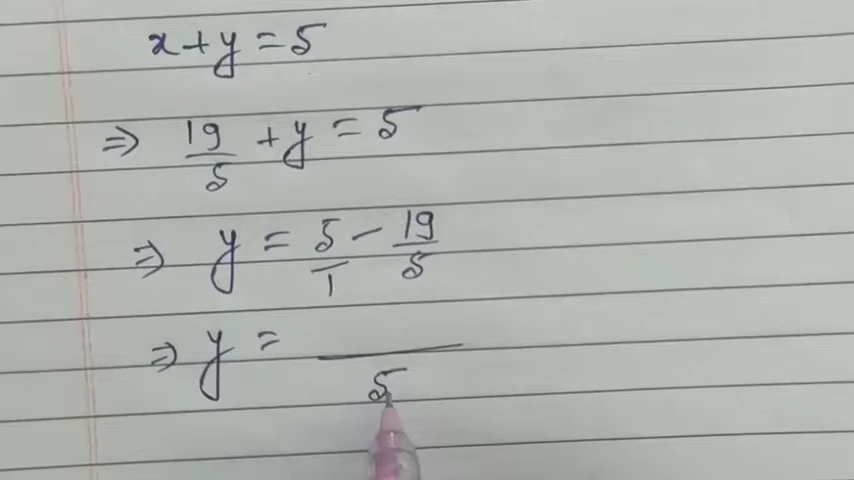 x + y = 5
⇒ 19/5 + y = 5
⇒ y = 5/1 − 19/5
⇒ y = /5